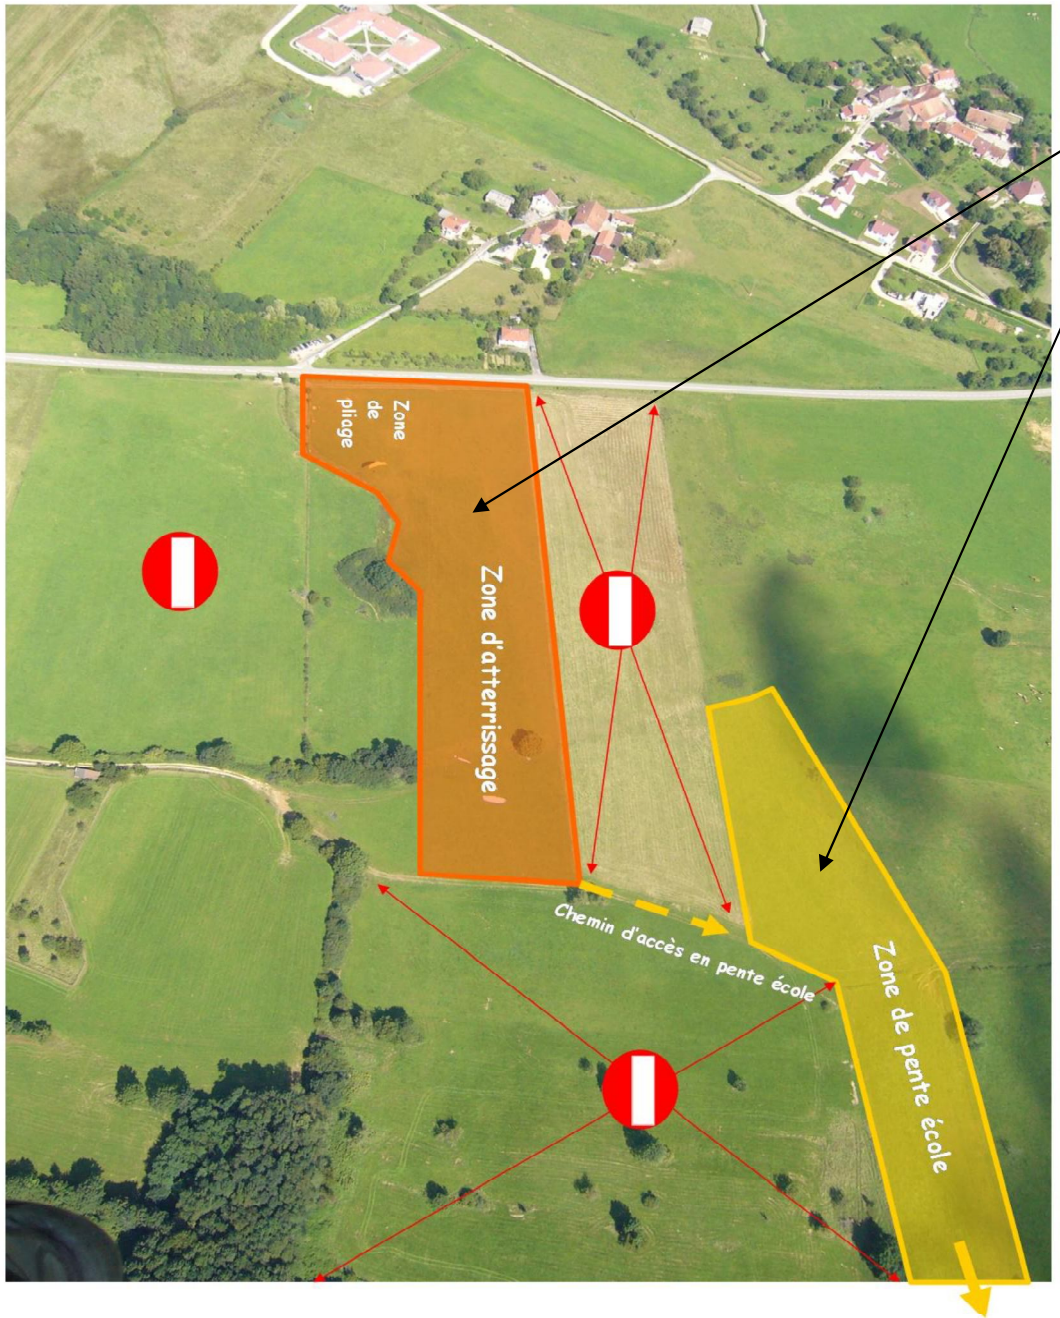 Zone
de
pliage
Zone d'atterrissage
Chemin d'accès en pente école
Zone de pente école